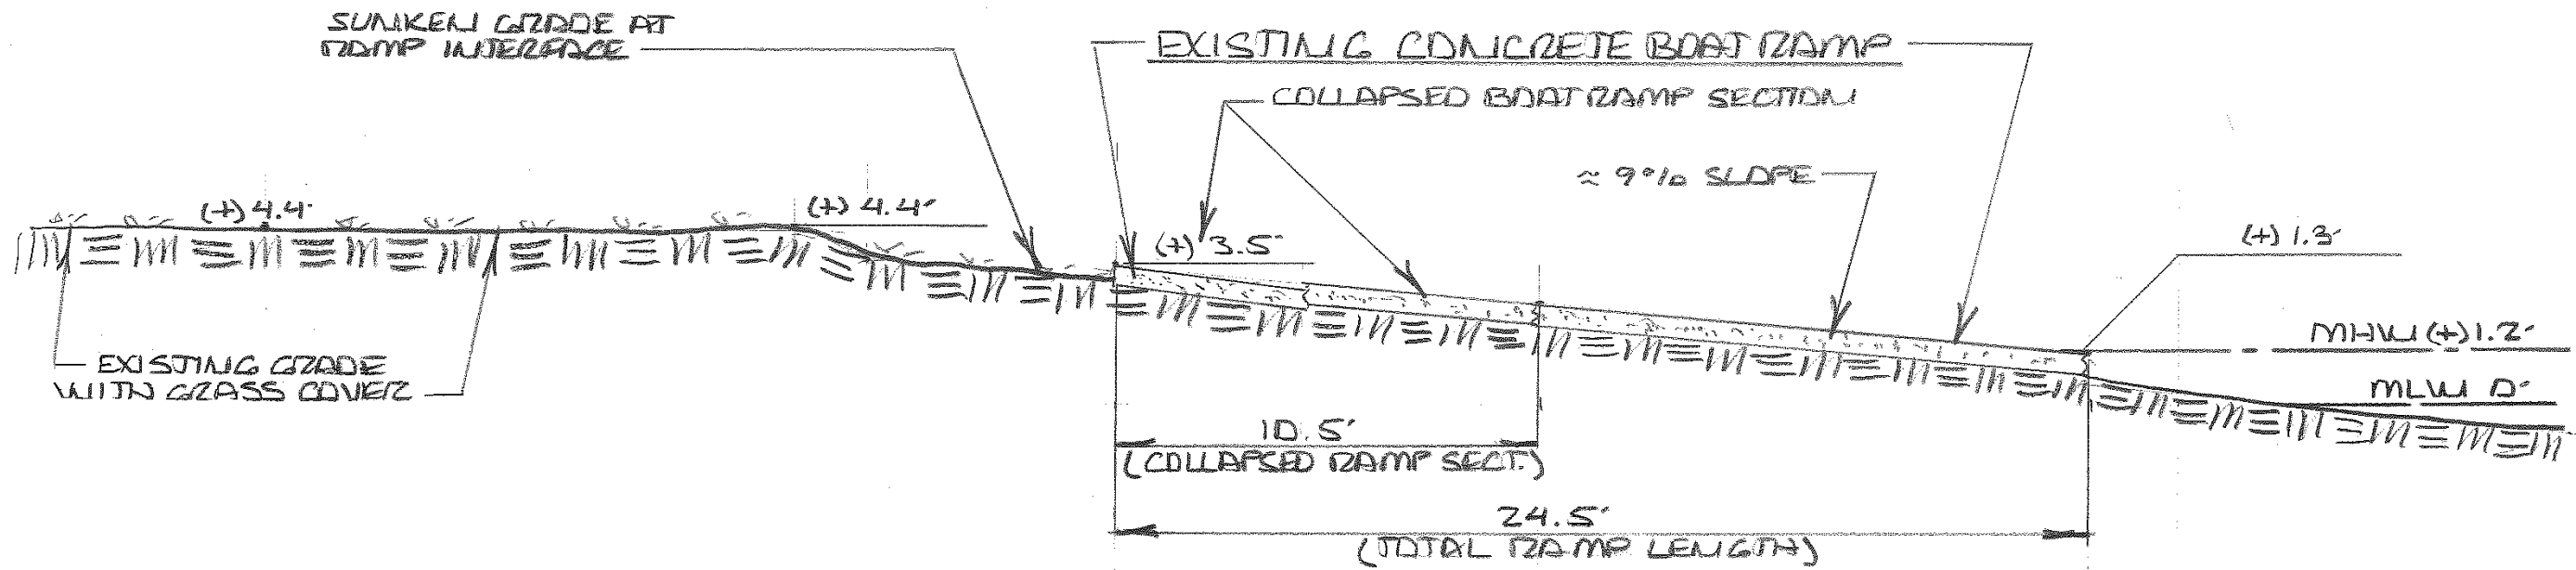 SUNKEN GRADE AT
RAMP INTERFACE
EXISTING CONCRETE BOAT RAMP
COLLAPSED BOAT RAMP SECTION
≈ 9% SLOPE
(+) 4.4'
(+) 4.4'
(+) 3.5'
(+) 1.3'
MHW (+) 1.2'
MLW 0'
EXISTING GRADE
WITH GRASS COVER
10.5'
(COLLAPSED RAMP SECT.)
24.5'
(TOTAL RAMP LENGTH)